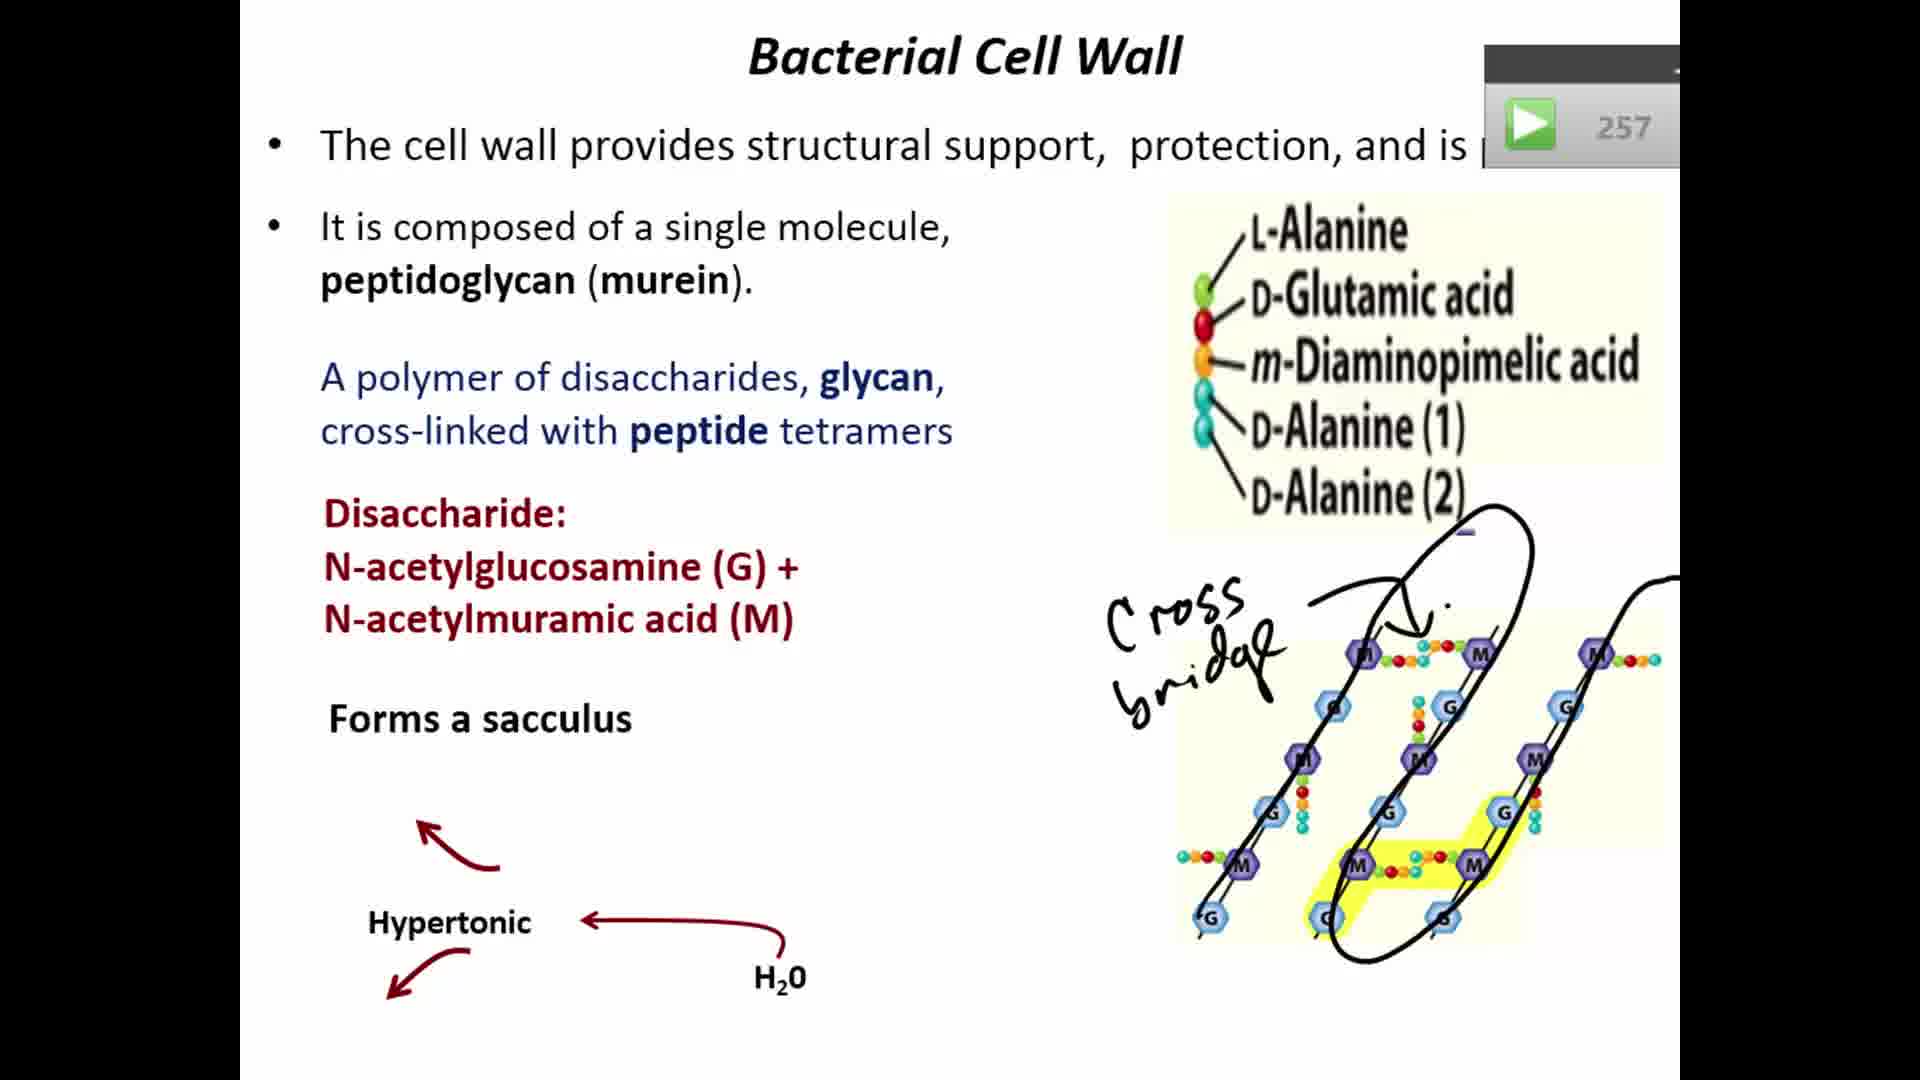 Bacterial Cell Wall
257
• The cell wall provides structural support, protection, and is
• It is composed of a single molecule,
peptidoglycan (murein).
A polymer of disaccharides, glycan,
cross-linked with peptide tetramers
Disaccharide:
N-acetylglucosamine (G) +
N-acetylmuramic acid (M)
Forms a sacculus
Hypertonic
H₂0
L-Alanine
D-Glutamic acid
m-Diaminopimelic acid
D-Alanine (1)
D-Alanine (2)
Cross
bridge
M M M
G G G
M M M
G G G
M M M
G G G